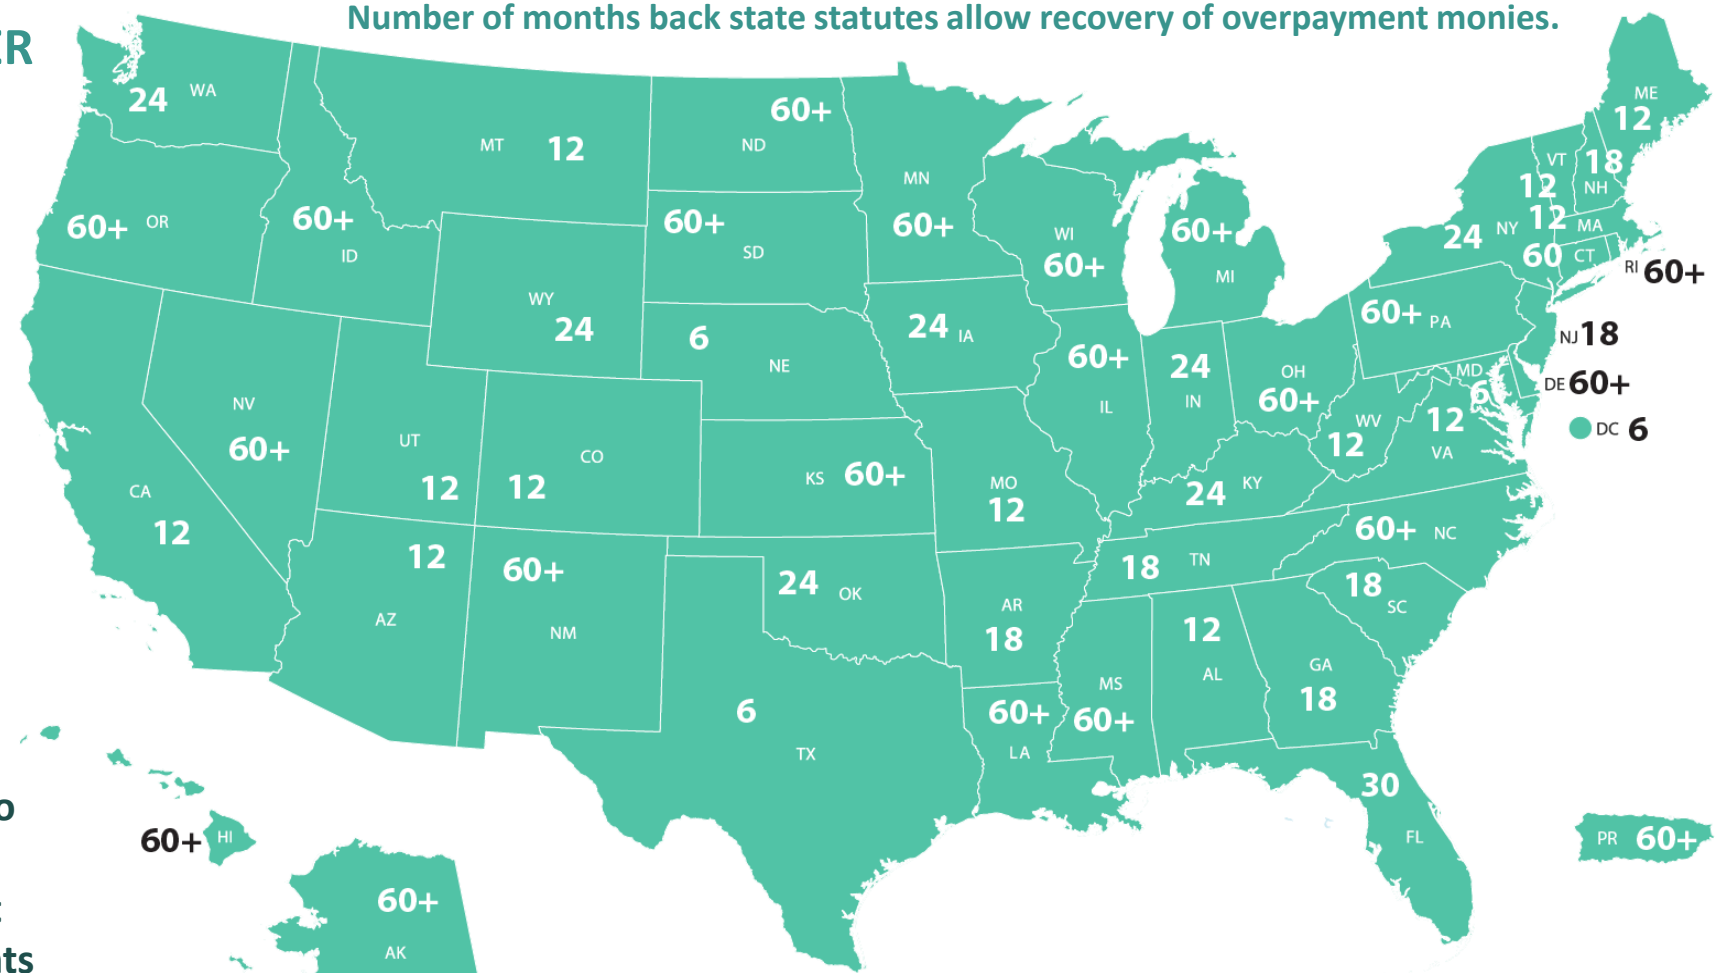 Number of months back state statutes allow recovery of overpayment monies.
ER
24 WA
60+ OR
60+
ID
MT 12
60+
ND
60+
SD
WY
24
6
NE
MN
60+
WI
60+
60+
MI
24 IA
60+
IL
24
IN
OH
60+
60+ PA
24 NY
VT
12
18
NH
ME
12
12 MA
60 CT
RI 60+
NJ 18
DE 60+
DC 6
MD
6
WV
12
12
VA
24 KY
60+ NC
18 TN
18
SC
NV
60+
CA
12
UT
12
CO
12
KS 60+
MO
12
12
AZ
60+
NM
24 OK
AR
18
6
TX
60+
LA
MS
60+
12
AL
GA
18
30
FL
60+ HI
60+
AK
PR 60+
o
:
nts